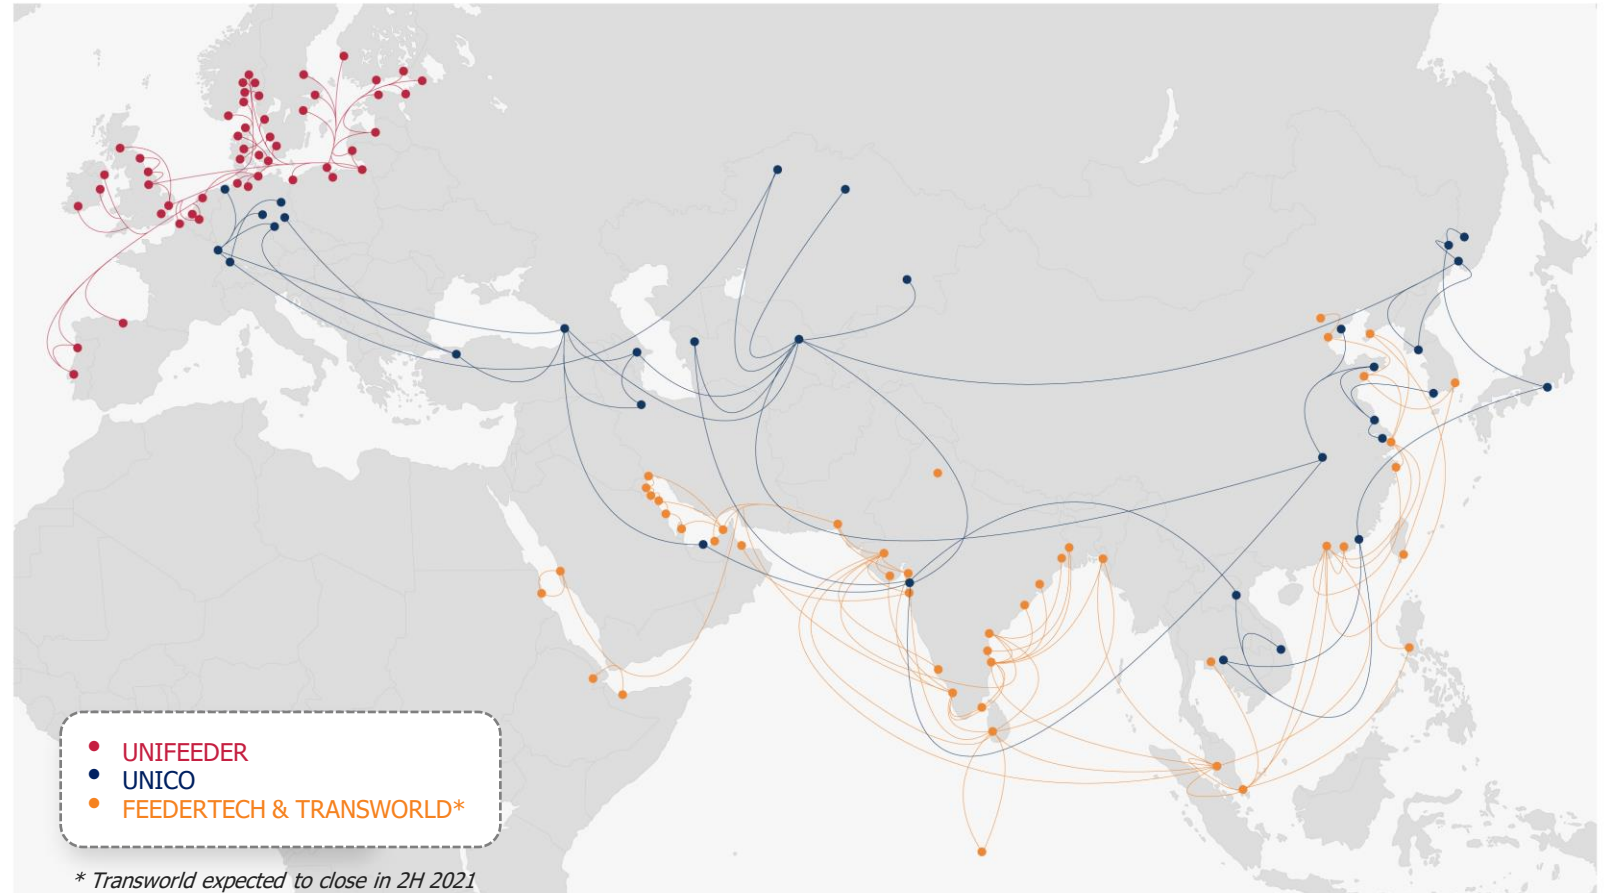 UNIFEEDER
UNICO
FEEDERTECH & TRANSWORLD*
* Transworld expected to close in 2H 2021